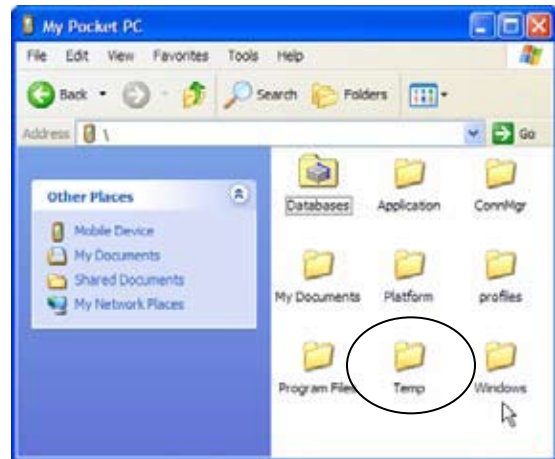 My Pocket PC
File Edit View Favorites Tools Help
Back Search Folders
Address \ Go
Other Places
Mobile Device
My Documents
Shared Documents
My Network Places
Databases Application ConnMgr
My Documents Platform profiles
Program Files Temp Windows